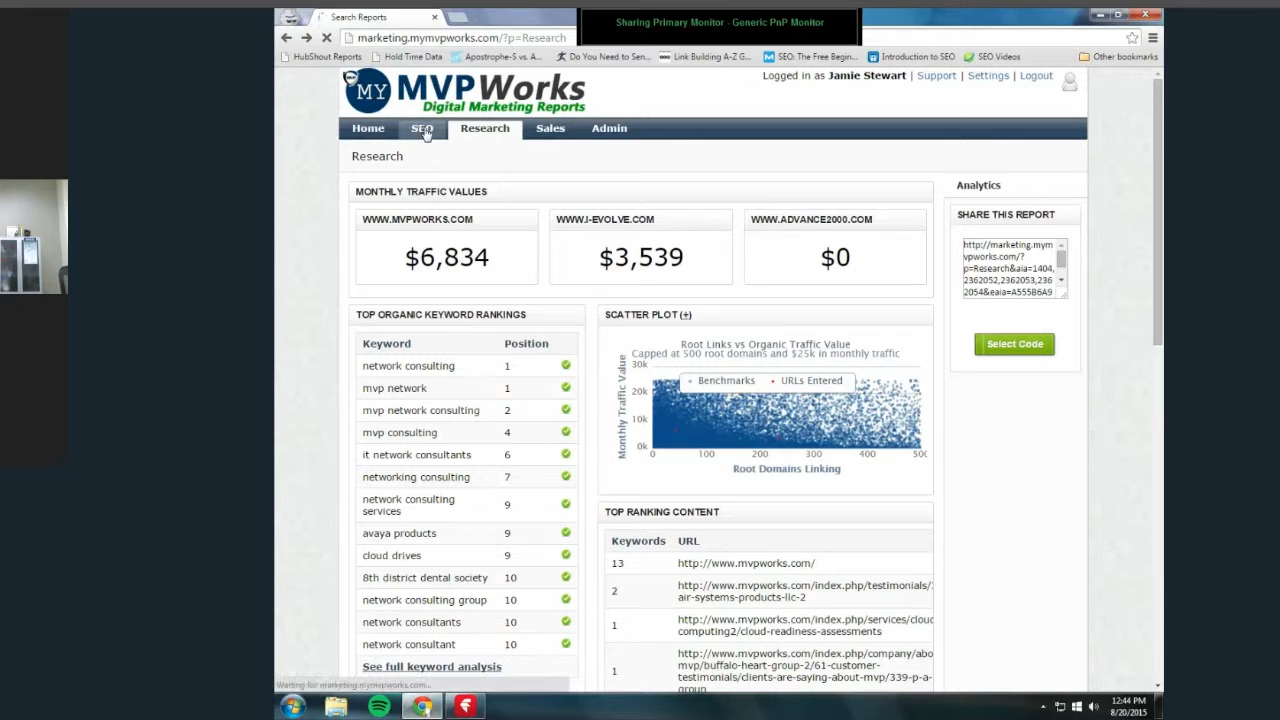 Search Reports
Sharing Primary Monitor - Generic PnP Monitor
marketing.mymvpworks.com/?p=Research
HubShout Reports
Hold Time Data
Apostrophe-S vs. A...
Do You Need to Sen...
Link Building A-Z G...
SEO: The Free Begin...
Introduction to SEO
SEO Videos
Other bookmarks
MY MVPWorks
Digital Marketing Reports
Logged in as Jamie Stewart | Support | Settings | Logout
Home SEO Research Sales Admin
Research
MONTHLY TRAFFIC VALUES
WWW.MVPWORKS.COM
$6,834
WWW.I-EVOLVE.COM
$3,539
WWW.ADVANCE2000.COM
$0
Analytics
SHARE THIS REPORT
http://marketing.mym
vpworks.com/?
p=Research&aia=1404,
2362052,2362053,236
2054&eaia=A555B6A9
Select Code
TOP ORGANIC KEYWORD RANKINGS
Keyword Position
network consulting 1
mvp network 1
mvp network consulting 2
mvp consulting 4
it network consultants 6
networking consulting 7
network consulting
services 9
avaya products 9
cloud drives 9
8th district dental society 10
network consulting group 10
network consultants 10
network consultant 10
See full keyword analysis
SCATTER PLOT (+)
Root Links vs Organic Traffic Value
Capped at 500 root domains and $25k in monthly traffic
Monthly Traffic Value
30k
20k
10k
0k
Benchmarks URLs Entered
0 100 200 300 400 50
Root Domains Linking
TOP RANKING CONTENT
Keywords URL
13 http://www.mvpworks.com/
2 http://www.mvpworks.com/index.php/testimonials/
air-systems-products-llc-2
1 http://www.mvpworks.com/index.php/services/clou
computing2/cloud-readiness-assessments
1 http://www.mvpworks.com/index.php/company/abo
mvp/buffalo-heart-group-2/61-customer-
testimonials/clients-are-saying-about-mvp/339-p-a-
group
Waiting for marketing.mymvpworks.com...
12:44 PM
8/20/2015